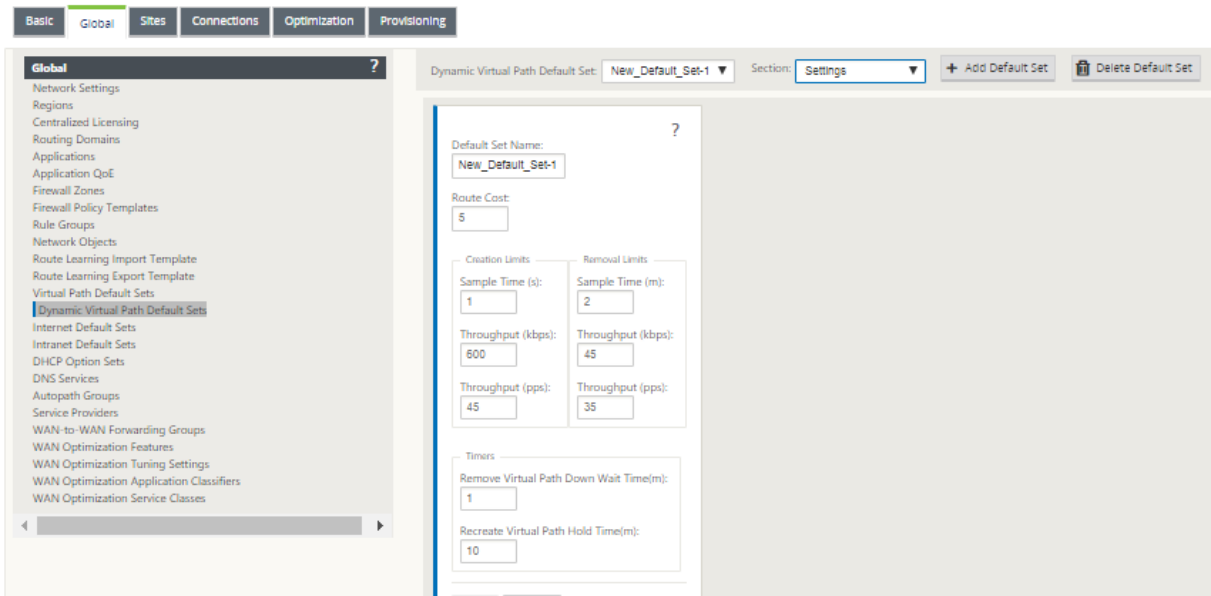 Basic Global Sites Connections Optimization Provisioning
Global ?
Network Settings
Regions
Centralized Licensing
Routing Domains
Applications
Application QoE
Firewall Zones
Firewall Policy Templates
Rule Groups
Network Objects
Route Learning Import Template
Route Learning Export Template
Virtual Path Default Sets
Dynamic Virtual Path Default Sets
Internet Default Sets
Intranet Default Sets
DHCP Option Sets
DNS Services
Autopath Groups
Service Providers
WAN-to-WAN Forwarding Groups
WAN Optimization Features
WAN Optimization Tuning Settings
WAN Optimization Application Classifiers
WAN Optimization Service Classes
Dynamic Virtual Path Default Set: New_Default_Set-1 Section: Settings + Add Default Set Delete Default Set
?
Default Set Name:
New_Default_Set-1
Route Cost:
5
Creation Limits Removal Limits
Sample Time (s): Sample Time (m):
1 2
Throughput (kbps): Throughput (kbps):
600 45
Throughput (pps): Throughput (pps):
45 35
Timers
Remove Virtual Path Down Wait Time(m):
1
Recreate Virtual Path Hold Time(m):
10